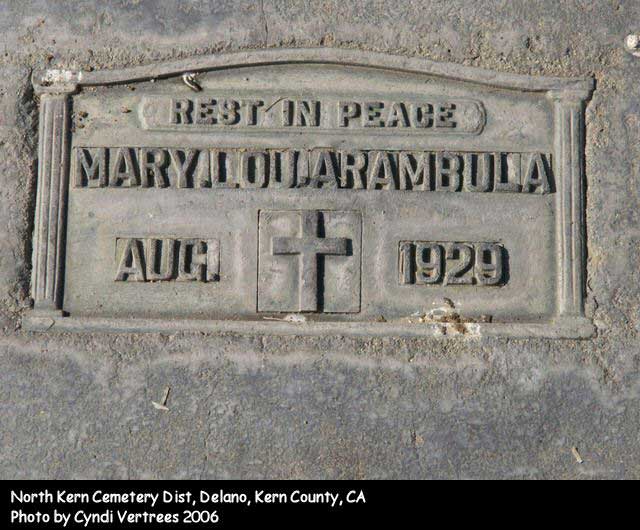 REST IN PEACE
MARY.LOU.ARAMBULA
AUG. 1929
North Kern Cemetery Dist, Delano, Kern County, CA
Photo by Cyndi Vertrees 2006